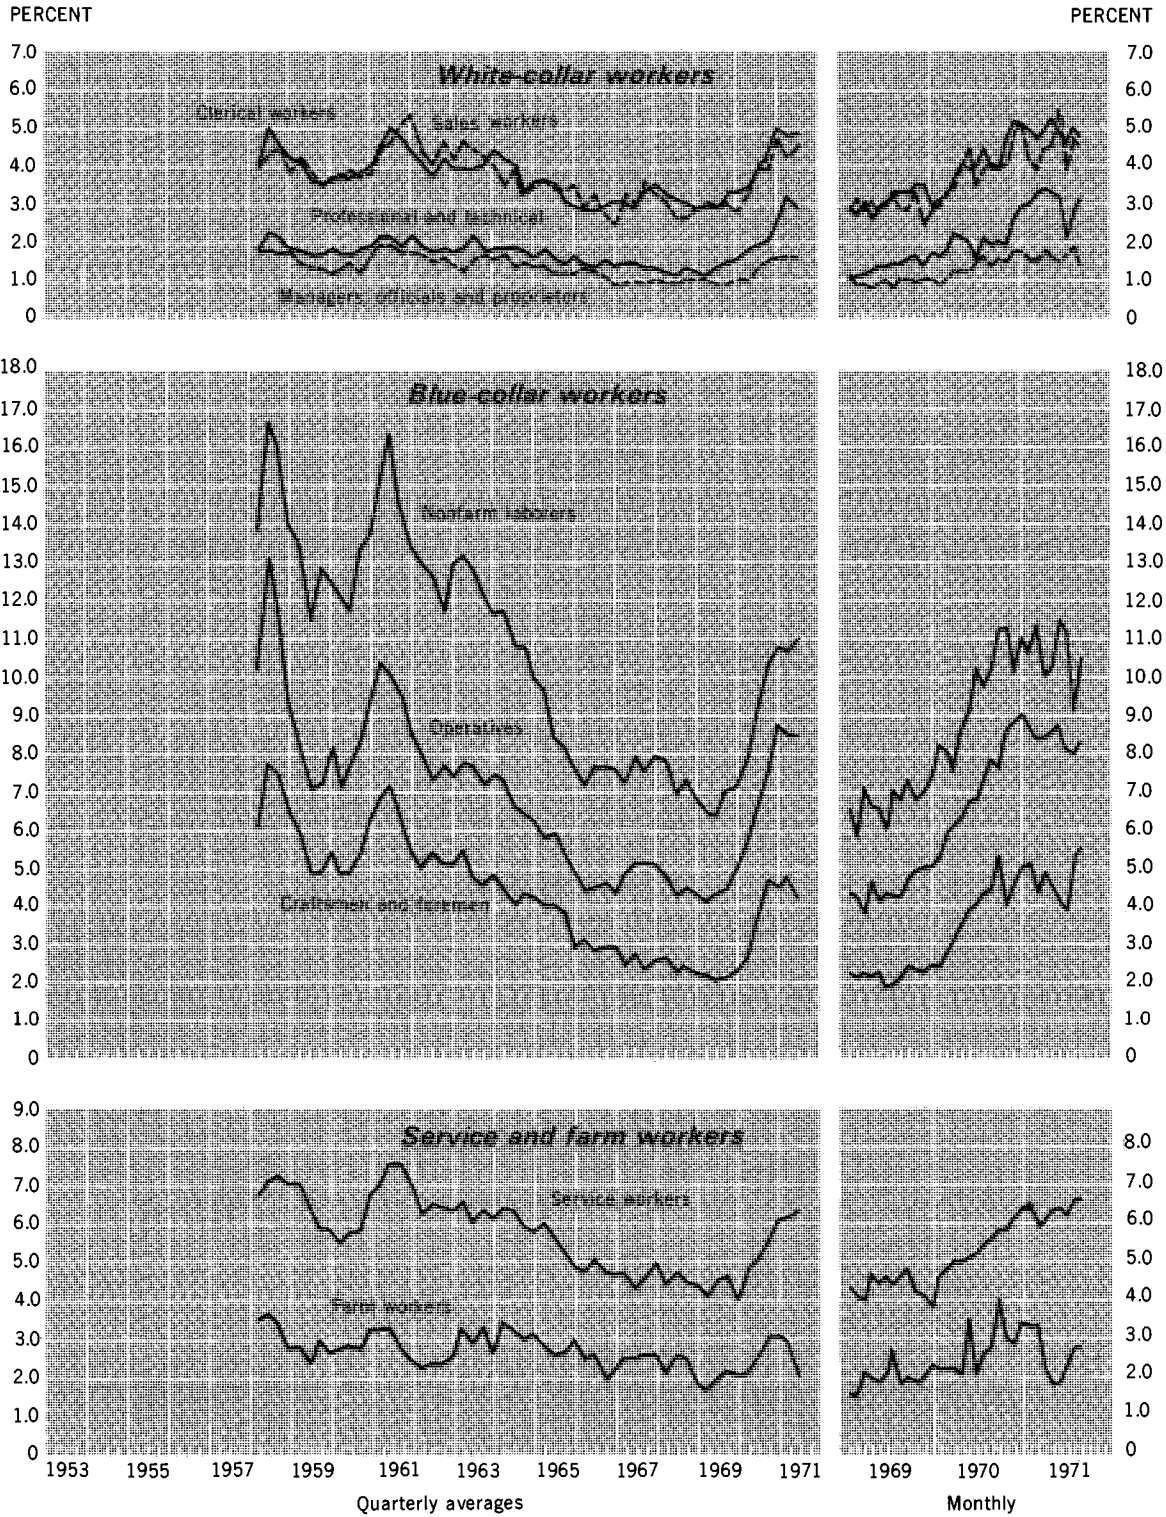 PERCENT PERCENT
7.0 7.0
White-collar workers
6.0 6.0
Clerical workers
Sales workers
5.0 5.0
4.0 4.0
3.0 3.0
Professional and technical
2.0 2.0
1.0 1.0
Managers, officials and proprietors
0 0
18.0 18.0
Blue-collar workers
17.0 17.0
16.0 16.0
15.0 15.0
Nonfarm laborers
14.0 14.0
13.0 13.0
12.0 12.0
11.0 11.0
10.0 10.0
9.0 9.0
Operatives
8.0 8.0
7.0 7.0
6.0 6.0
5.0 5.0
4.0 4.0
Craftsmen and foremen
3.0 3.0
2.0 2.0
1.0 1.0
0 0
9.0
Service and farm workers
8.0 8.0
7.0 7.0
Service workers
6.0 6.0
5.0 5.0
4.0 4.0
Farm workers
3.0 3.0
2.0 2.0
1.0 1.0
0 0
1953 1955 1957 1959 1961 1963 1965 1967 1969 1971 1969 1970 1971
Quarterly averages Monthly